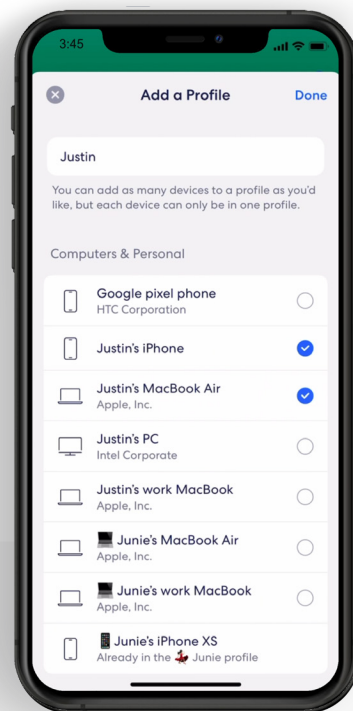 3:45
Add a Profile
Done
Justin
You can add as many devices to a profile as you'd
like, but each device can only be in one profile.
Computers & Personal
Google pixel phone
HTC Corporation
Justin's iPhone
Justin's MacBook Air
Apple, Inc.
Justin's PC
Intel Corporate
Justin's work MacBook
Apple, Inc.
💻 Junie's MacBook Air
Apple, Inc.
💻 Junie's work MacBook
Apple, Inc.
📱 Junie's iPhone XS
Already in the 💃 Junie profile